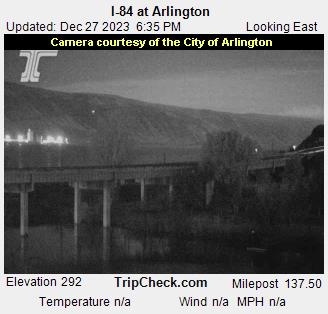 I-84 at Arlington
Updated: Dec 27 2023 6:35 PM Looking East
Camera courtesy of the City of Arlington
Elevation 292 TripCheck.com Milepost 137.50
Temperature n/a Wind n/a MPH n/a